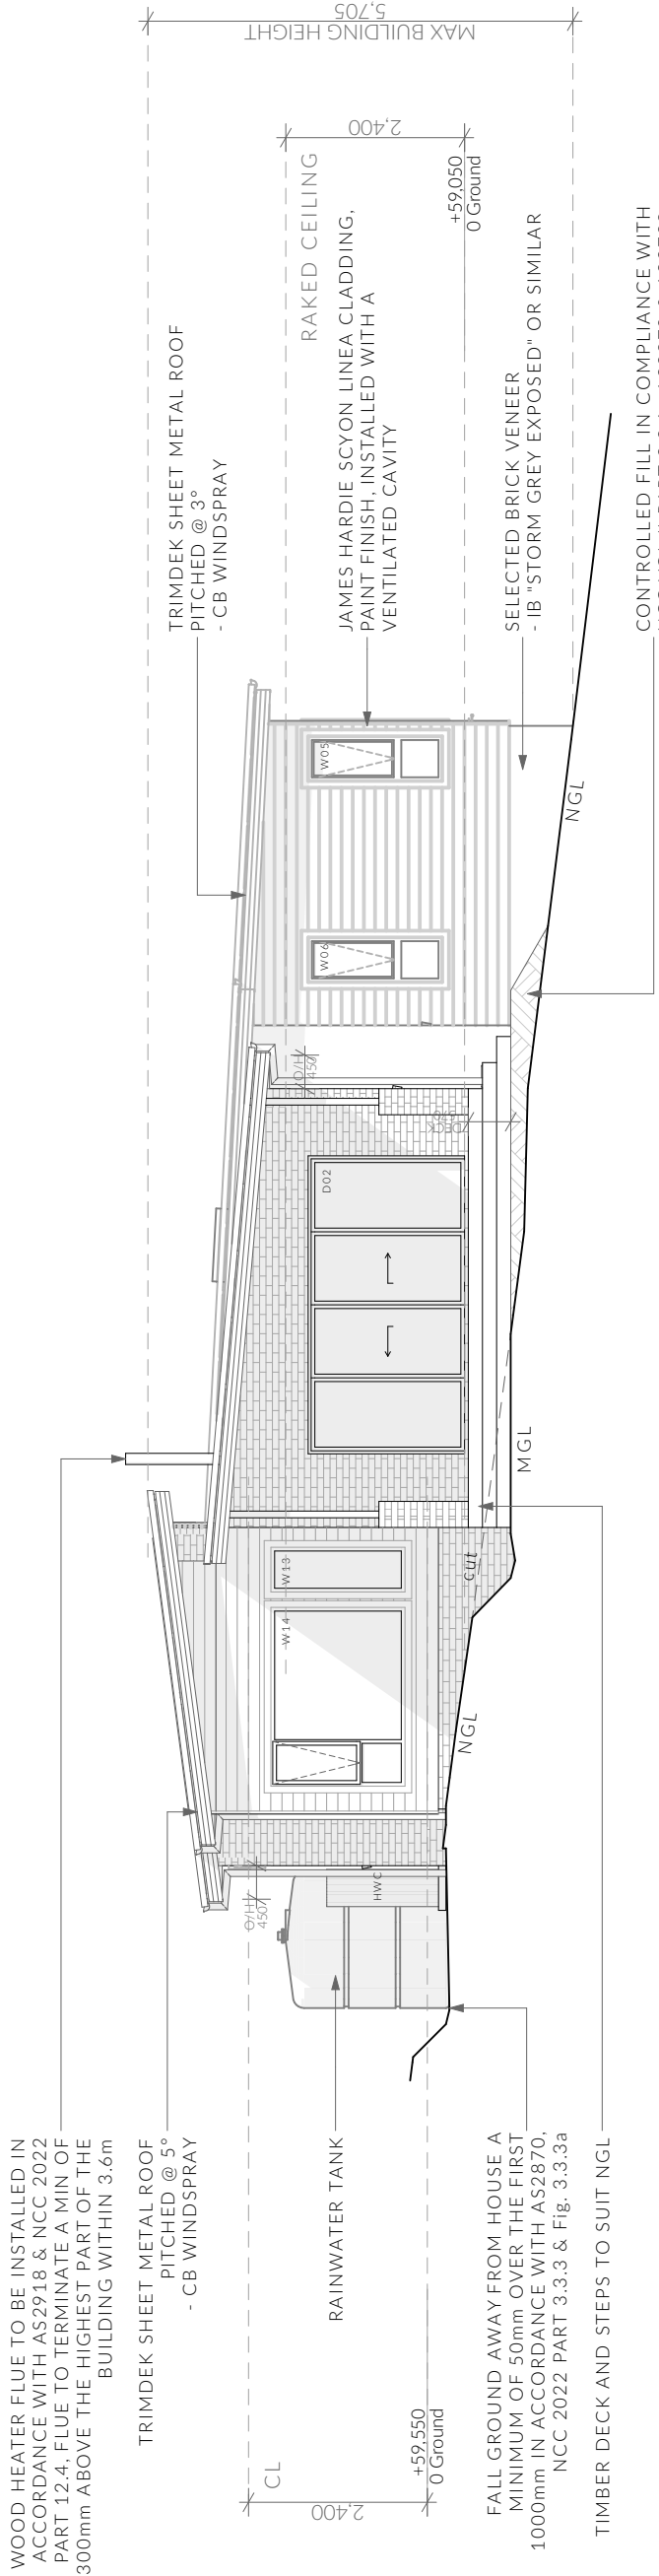 WOOD HEATER FLUE TO BE INSTALLED IN
ACCORDANCE WITH AS2918 & NCC 2022
PART 12.4, FLUE TO TERMINATE A MIN OF
300mm ABOVE THE HIGHEST PART OF THE
BUILDING WITHIN 3.6m
TRIMDEK SHEET METAL ROOF
PITCHED @ 5°
- CB WINDSPRAY
CL
2,400
RAINWATER TANK
+59,550
0 Ground
FALL GROUND AWAY FROM HOUSE A
MINIMUM OF 50mm OVER THE FIRST
1000mm IN ACCORDANCE WITH AS2870,
NCC 2022 PART 3.3.3 & Fig. 3.3.3a
TIMBER DECK AND STEPS TO SUIT NGL
O/H
450
HWC
W14
W13
NGL
cut
MGL
D02
DECK
570
O/H
450
W06
W05
NGL
TRIMDEK SHEET METAL ROOF
PITCHED @ 3°
- CB WINDSPRAY
RAKED CEILING
JAMES HARDIE SCYON LINEA CLADDING,
PAINT FINISH, INSTALLED WITH A
VENTILATED CAVITY
SELECTED BRICK VENEER
- IB "STORM GREY EXPOSED" OR SIMILAR
CONTROLLED FILL IN COMPLIANCE WITH
2,400
+59,050
0 Ground
MAX BUILDING HEIGHT
5,705